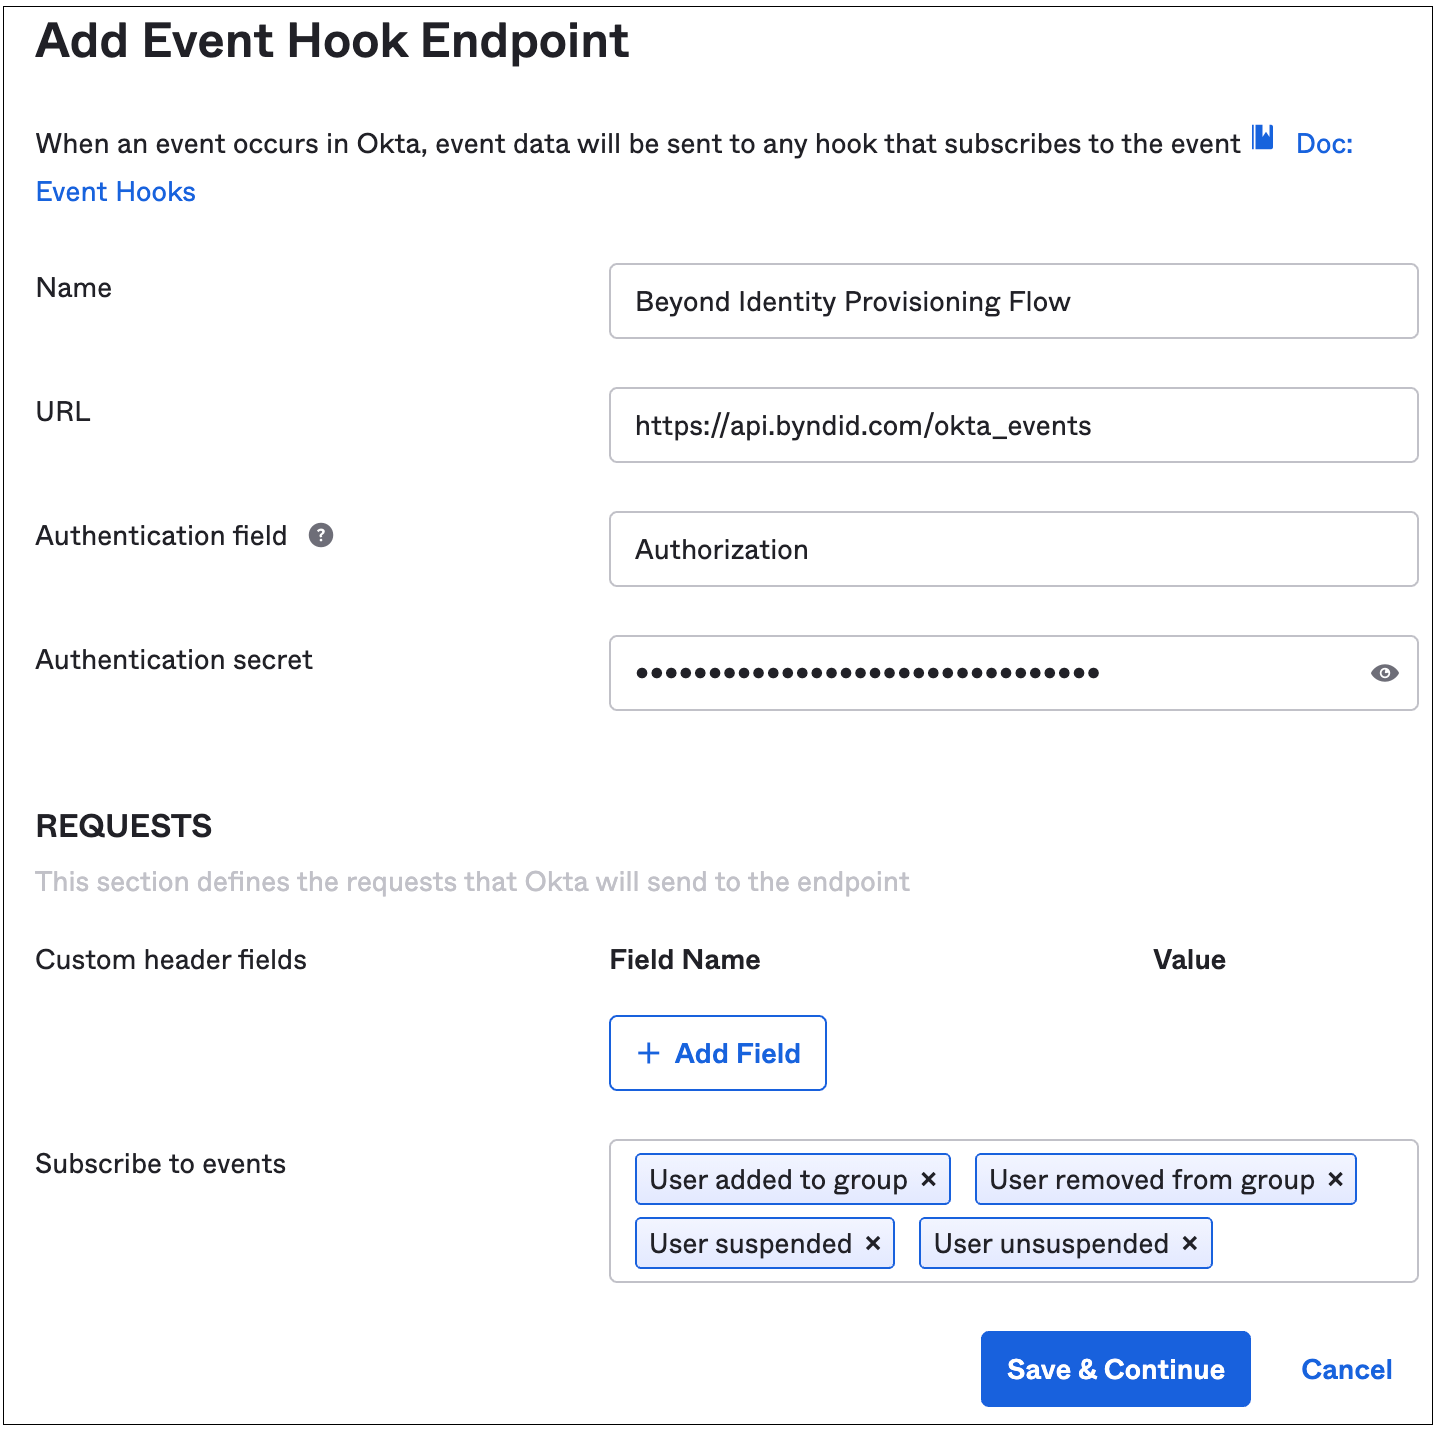 Add Event Hook Endpoint
When an event occurs in Okta, event data will be sent to any hook that subscribes to the event Doc:
Event Hooks
Name
Beyond Identity Provisioning Flow
URL
https://api.byndid.com/okta_events
Authentication field ?
Authorization
Authentication secret
••••••••••••••••••••••••••••••••
REQUESTS
This section defines the requests that Okta will send to the endpoint
Custom header fields Field Name Value
+ Add Field
Subscribe to events
User added to group × User removed from group ×
User suspended × User unsuspended ×
Save & Continue Cancel